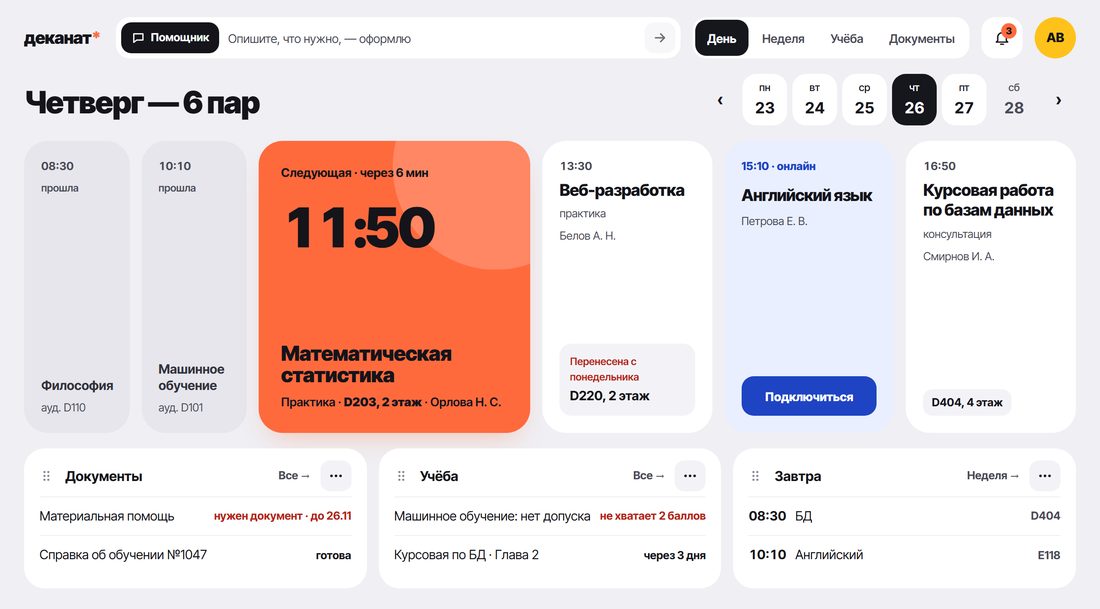 деканат*
Помощник
Опишите, что нужно, — оформлю
→
День
Неделя
Учёба
Документы
3
АВ
Четверг — 6 пар
‹
пн
23
вт
24
ср
25
чт
26
пт
27
сб
28
›
08:30
прошла
Философия
ауд. D110
10:10
прошла
Машинное
обучение
ауд. D101
Следующая · через 6 мин
11:50
Математическая
статистика
Практика · D203, 2 этаж · Орлова Н. С.
13:30
Веб-разработка
практика
Белов А. Н.
Перенесена с
понедельника
D220, 2 этаж
15:10 · онлайн
Английский язык
Петрова Е. В.
Подключиться
16:50
Курсовая работа
по базам данных
консультация
Смирнов И. А.
D404, 4 этаж
Документы
Все →
Материальная помощь
нужен документ · до 26.11
Справка об обучении №1047
готова
Учёба
Все →
Машинное обучение: нет допуска
не хватает 2 баллов
Курсовая по БД · Глава 2
через 3 дня
Завтра
Неделя →
08:30 БД
D404
10:10 Английский
E118